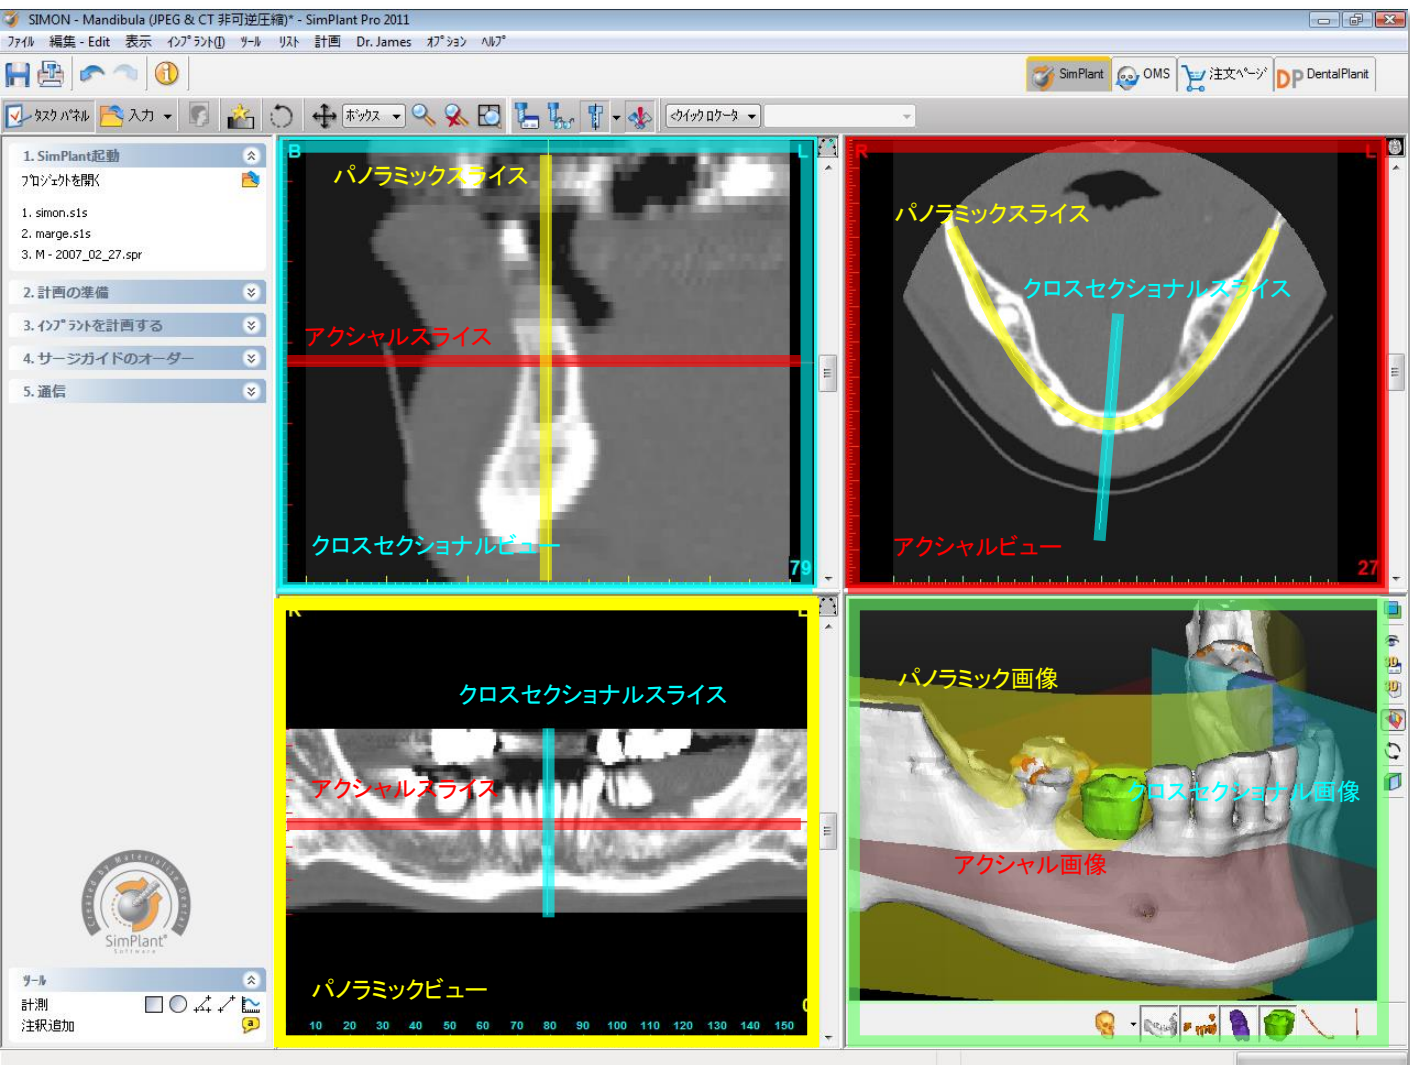 SIMON - Mandibula (JPEG & CT 非可逆圧縮)* - SimPlant Pro 2011
ファイル 編集 - Edit 表示 インプラント(I) ツール リスト 計画 Dr. James オプション ヘルプ
SimPlant OMS 注文ページ DP DentalPlanit
タスク パネル 入力 ボックス <クイックロケータ>
1. SimPlant起動
プロジェクトを開く
1. simon.s1s
2. marge.s1s
3. M - 2007_02_27.spr
2. 計画の準備
3. インプラントを計画する
4. サージガイドのオーダー
5. 通信
Created by Materialise Dental
SimPlant®
Software
ツール
計測
注釈追加
B L
パノラミックスライス
アクシャルスライス
クロスセクショナルビュー
79
R L
パノラミックスライス
クロスセクショナルスライス
アクシャルビュー
27
R L
クロスセクショナルスライス
アクシャルスライス
パノラミックビュー
0
10 20 30 40 50 60 70 80 90 100 110 120 130 140 150
パノラミック画像
クロスセクショナル画像
アクシャル画像
3D
3D